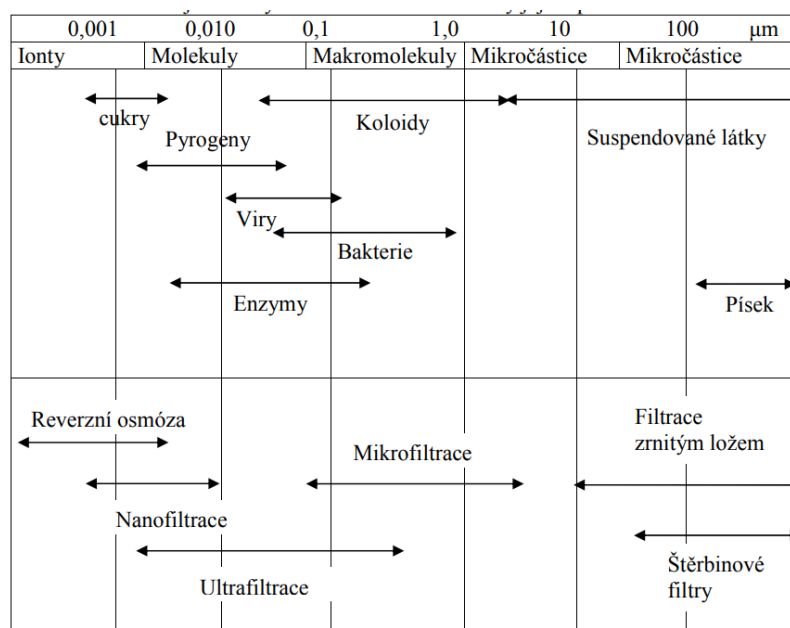 0,001 0,010 0,1 1,0 10 100 μm
Ionty Molekuly Makromolekuly Mikročástice Mikročástice
cukry
Koloidy
Suspendované látky
Pyrogeny
Viry
Bakterie
Enzymy
Písek
Reverzní osmóza
Filtrace
zrnitým ložem
Mikrofiltrace
Nanofiltrace
Ultrafiltrace
Štěrbinové
filtry